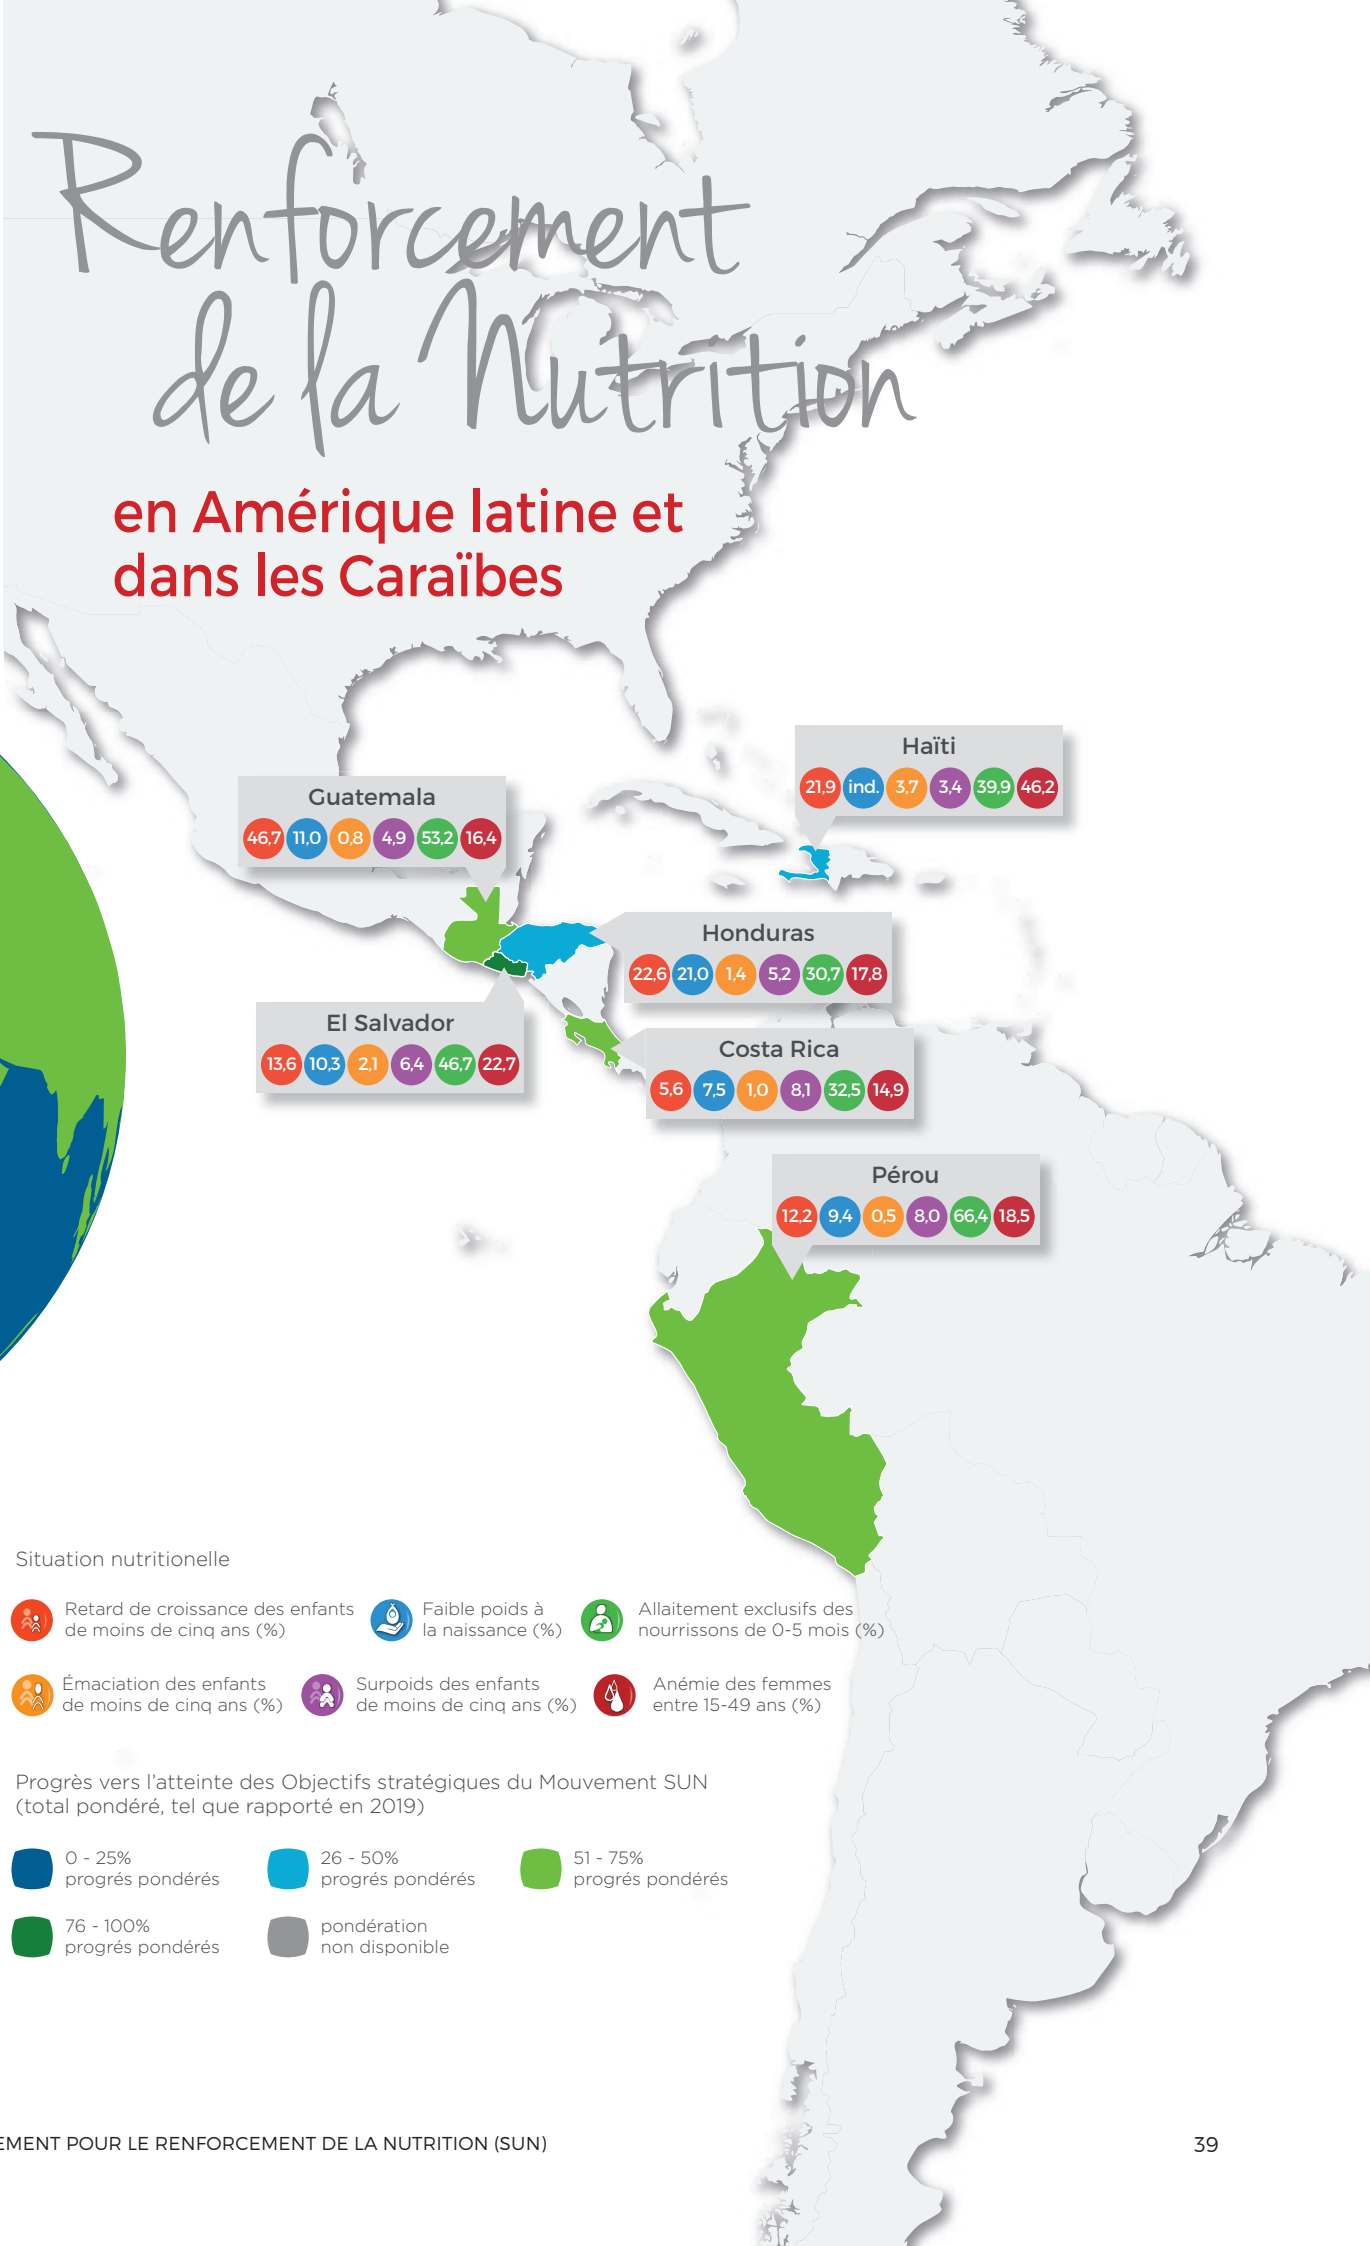 Renforcement
de la Nutrition
en Amérique latine et
dans les Caraïbes
Haïti
21,9 ind. 3,7 3,4 39,9 46,2
Guatemala
46,7 11,0 0,8 4,9 53,2 16,4
Honduras
22,6 21,0 1,4 5,2 30,7 17,8
El Salvador
13,6 10,3 2,1 6,4 46,7 22,7
Costa Rica
5,6 7,5 1,0 8,1 32,5 14,9
Pérou
12,2 9,4 0,5 8,0 66,4 18,5
Situation nutritionelle
Retard de croissance des enfants
de moins de cinq ans (%)
Faible poids à
la naissance (%)
Allaitement exclusifs des
nourrissons de 0-5 mois (%)
Émaciation des enfants
de moins de cinq ans (%)
Surpoids des enfants
de moins de cinq ans (%)
Anémie des femmes
entre 15-49 ans (%)
Progrès vers l'atteinte des Objectifs stratégiques du Mouvement SUN
(total pondéré, tel que rapporté en 2019)
0 - 25%
progrés pondérés
26 - 50%
progrés pondérés
51 - 75%
progrés pondérés
76 - 100%
progrés pondérés
pondération
non disponible
EMENT POUR LE RENFORCEMENT DE LA NUTRITION (SUN)
39